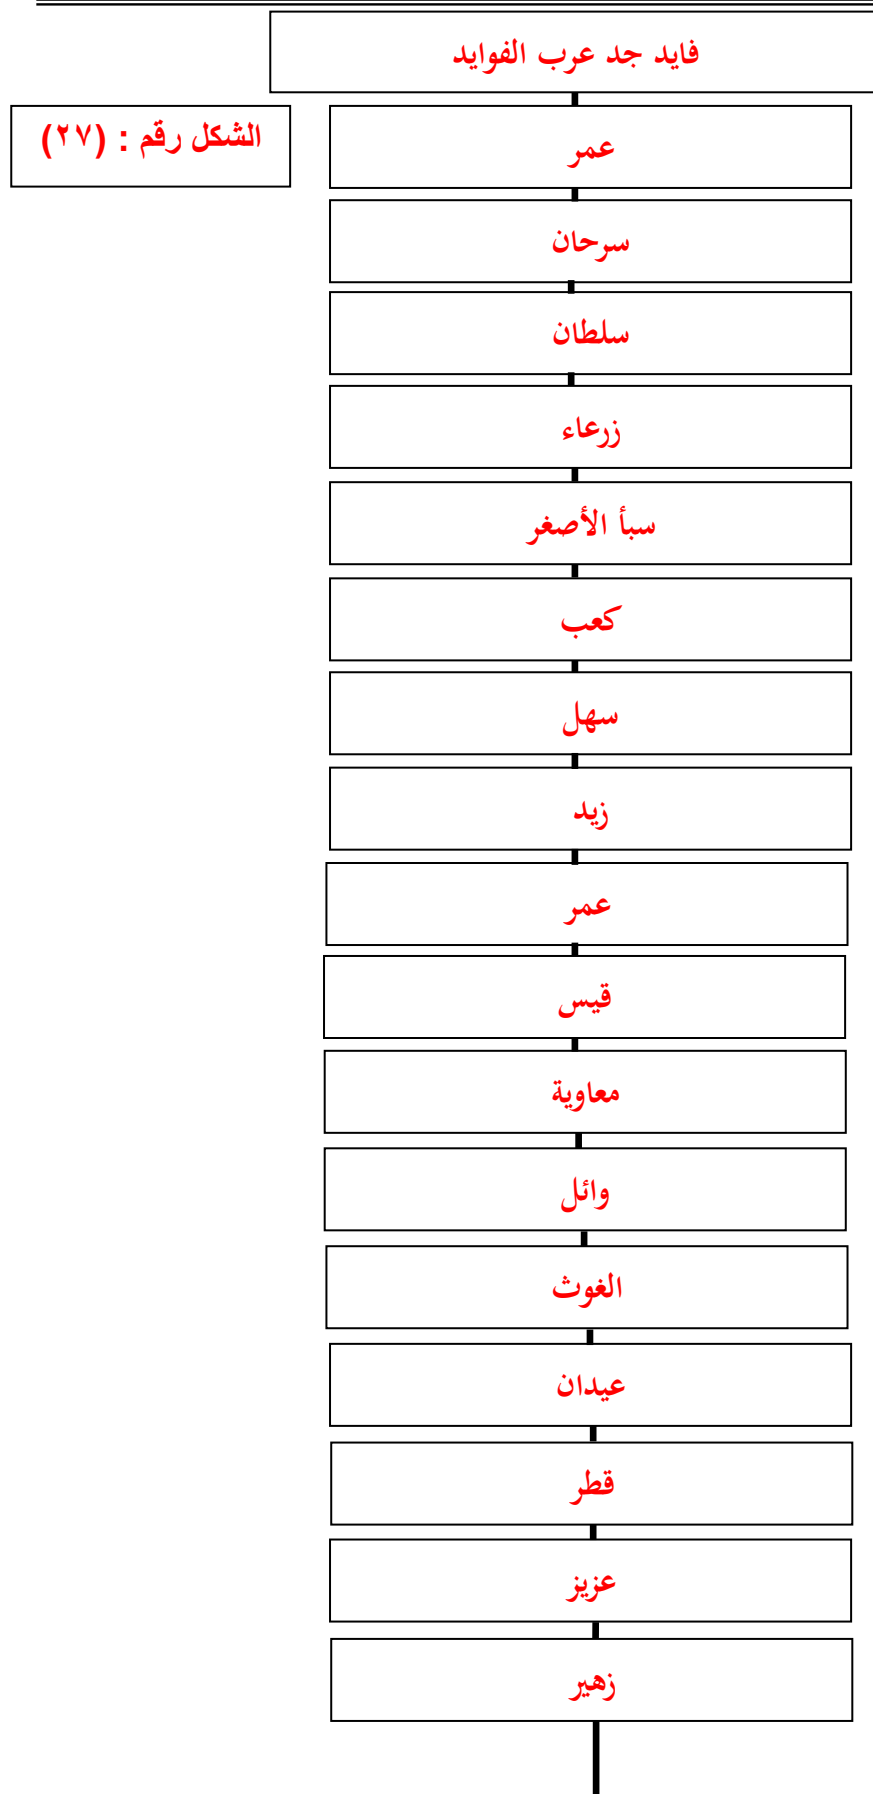 فايد جد عرب الفوايد
الشكل رقم : (٢٧)
عمر
سرحان
سلطان
زرعاء
سبأ الأصغر
كعب
سهل
زيد
عمر
قيس
معاوية
وائل
الغوث
عيدان
قطر
عزيز
زهير